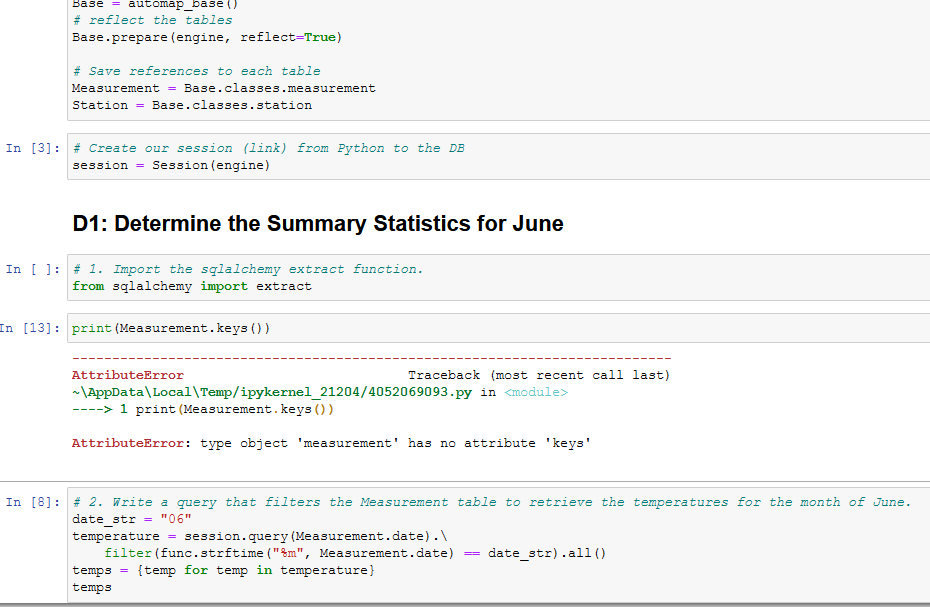 Base = automap_base()
# reflect the tables
Base.prepare(engine, reflect=True)
# Save references to each table
Measurement = Base.classes.measurement
Station = Base.classes.station
In [3]: # Create our session (link) from Python to the DB
session = Session(engine)
D1: Determine the Summary Statistics for June
In [ ]: # 1. Import the sqlalchemy extract function.
from sqlalchemy import extract
In [13]: print(Measurement.keys())
---------------------------------------------------------------------------
AttributeError                            Traceback (most recent call last)
~\AppData\Local\Temp/ipykernel_21204/4052069093.py in <module>
----> 1 print(Measurement.keys())
AttributeError: type object 'measurement' has no attribute 'keys'
In [8]: # 2. Write a query that filters the Measurement table to retrieve the temperatures for the month of June.
date_str = "06"
temperature = session.query(Measurement.date).\
    filter(func.strftime("%m", Measurement.date) == date_str).all()
temps = {temp for temp in temperature}
temps